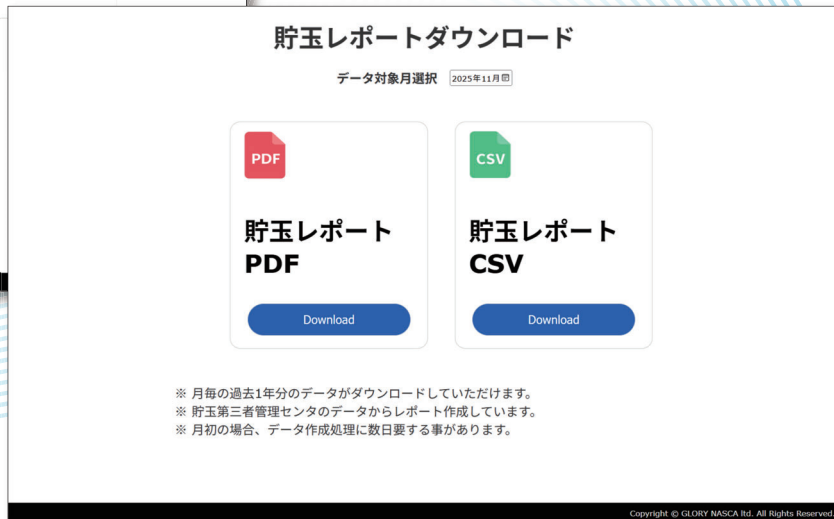 貯玉レポートダウンロード
データ対象月選択 2025年11月
PDF
貯玉レポート
PDF
Download
CSV
貯玉レポート
CSV
Download
※ 月毎の過去1年分のデータがダウンロードしていただけます。
※ 貯玉第三者管理センタのデータからレポート作成しています。
※ 月初の場合、データ作成処理に数日要する事があります。
Copyright © GLORY NASCA ltd. All Rights Reserved.